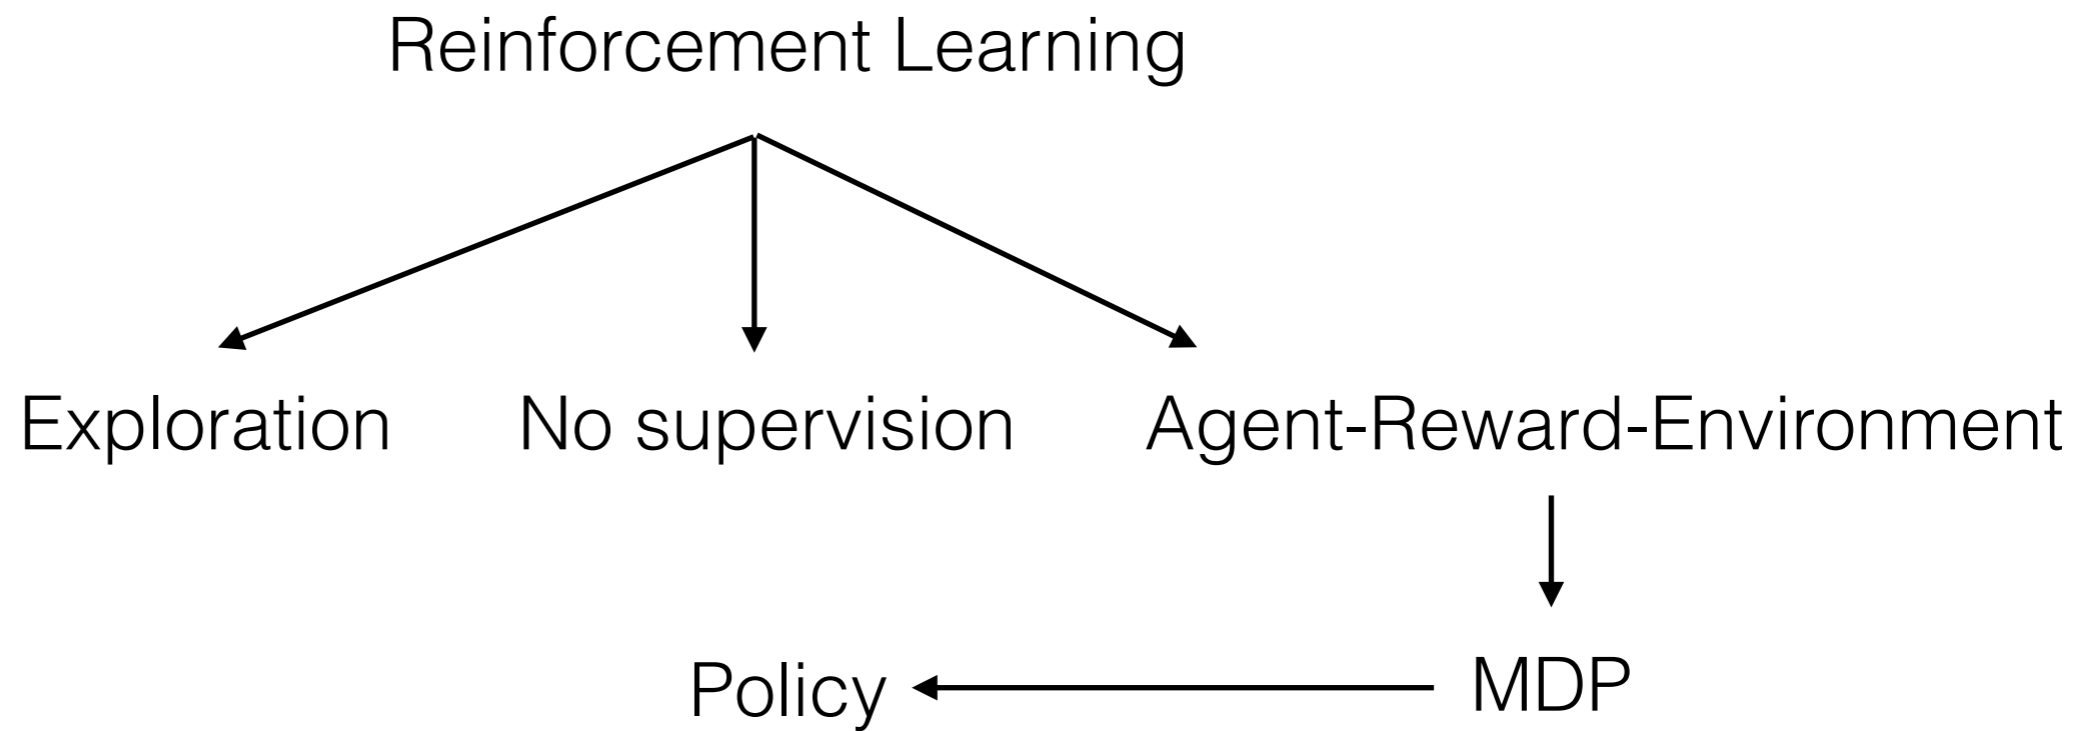 Reinforcement Learning
Exploration
No supervision
Agent-Reward-Environment
Policy
MDP